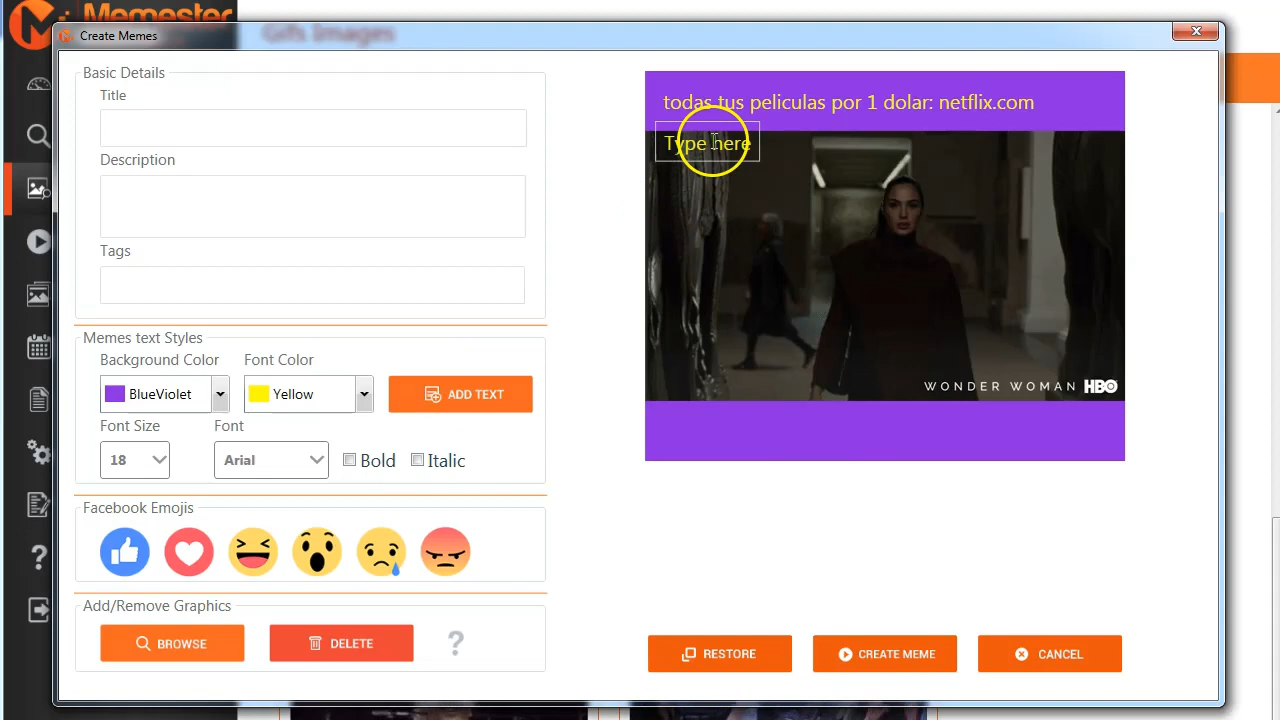 Memester
Gifs Images
Create Memes
Basic Details
Title
Description
Tags
Memes text Styles
Background Color
Font Color
BlueViolet
Yellow
ADD TEXT
Font Size
Font
18
Arial
Bold
Italic
Facebook Emojis
Add/Remove Graphics
BROWSE
DELETE
?
todas tus peliculas por 1 dolar: netflix.com
Type here
WONDER WOMAN HBO
RESTORE
CREATE MEME
CANCEL